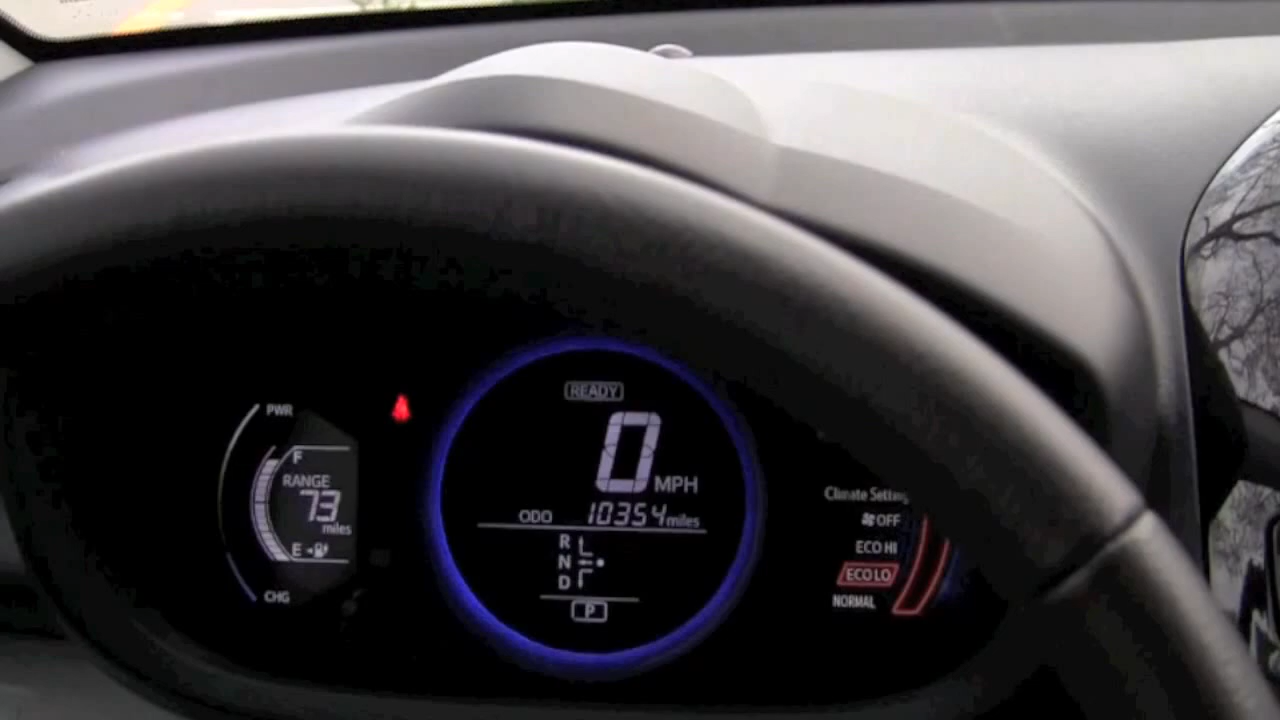 PWR
F
RANGE
73
miles
E
CHG
READY
0 MPH
ODO 10354 miles
R
N
D
P
Climate Setting
OFF
ECO HI
ECO LO
NORMAL